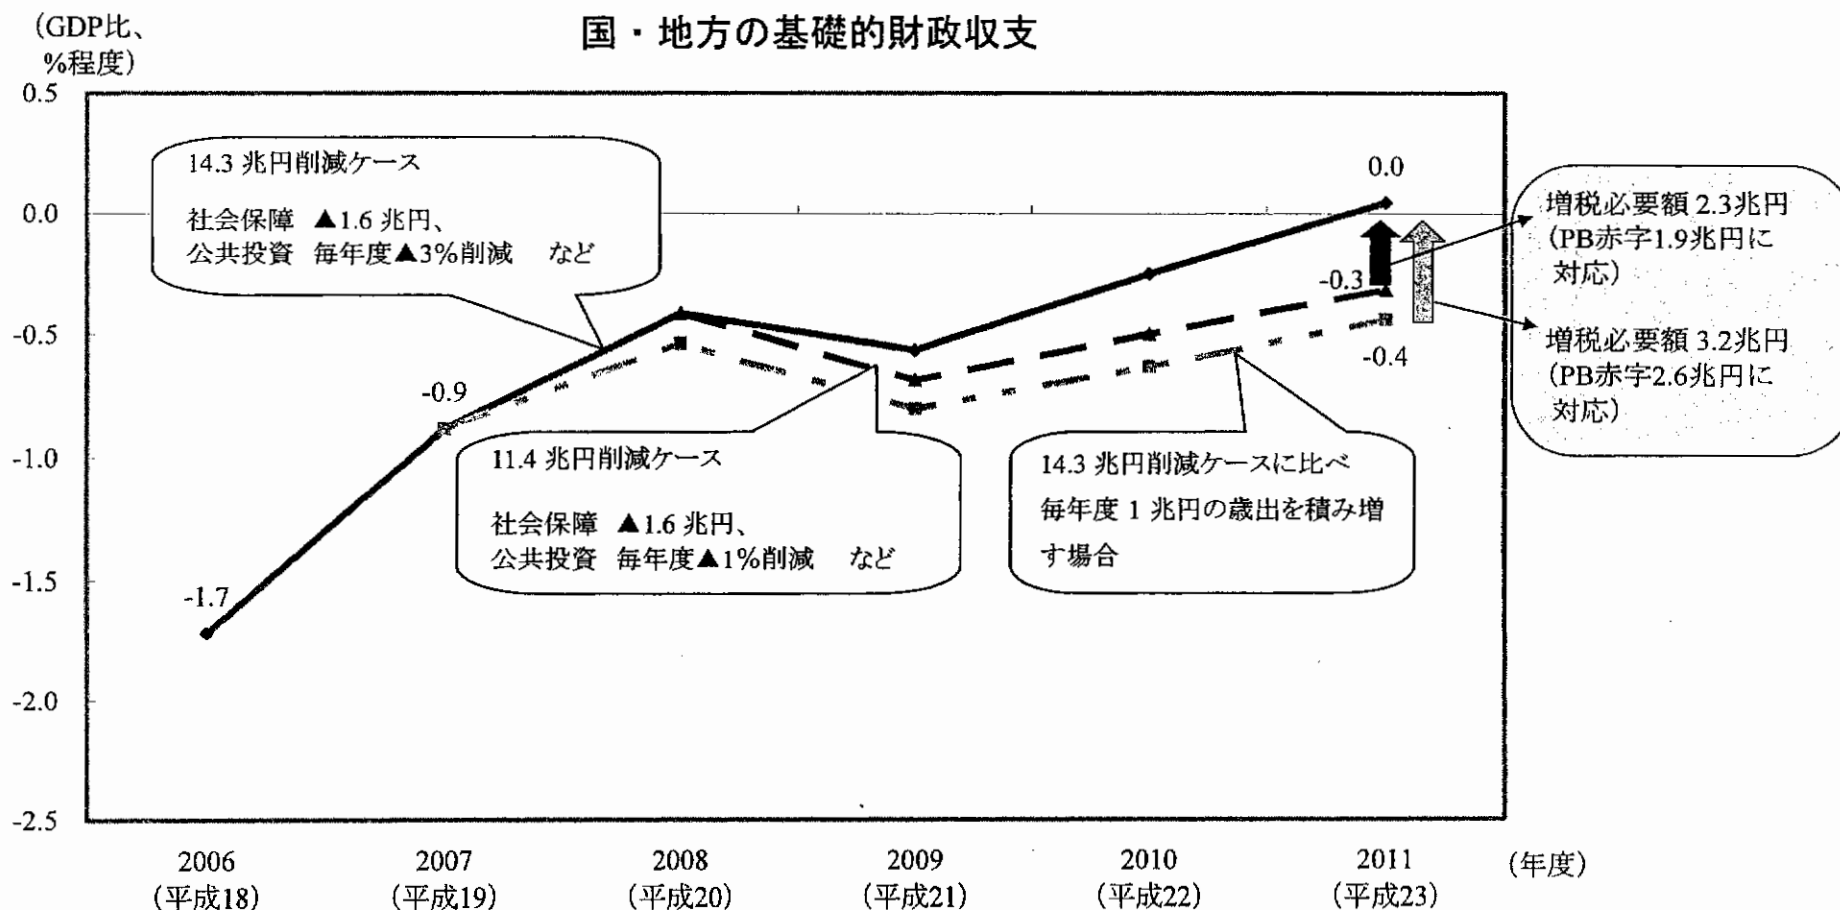 国・地方の基礎的財政収支
（GDP比、
%程度）
0.5
0.0
-0.5
-1.0
-1.5
-2.0
-2.5
14.3 兆円削減ケース
社会保障 ▲1.6 兆円、
公共投資 毎年度▲3%削減 など
-1.7
-0.9
11.4 兆円削減ケース
社会保障 ▲1.6 兆円、
公共投資 毎年度▲1%削減 など
14.3 兆円削減ケースに比べ
毎年度 1 兆円の歳出を積み増
す場合
0.0
-0.3
-0.4
増税必要額 2.3兆円
（PB赤字1.9兆円に
対応）
増税必要額 3.2兆円
（PB赤字2.6兆円に
対応）
2006 2007 2008 2009 2010 2011 （年度）
（平成18） （平成19） （平成20） （平成21） （平成22） （平成23）